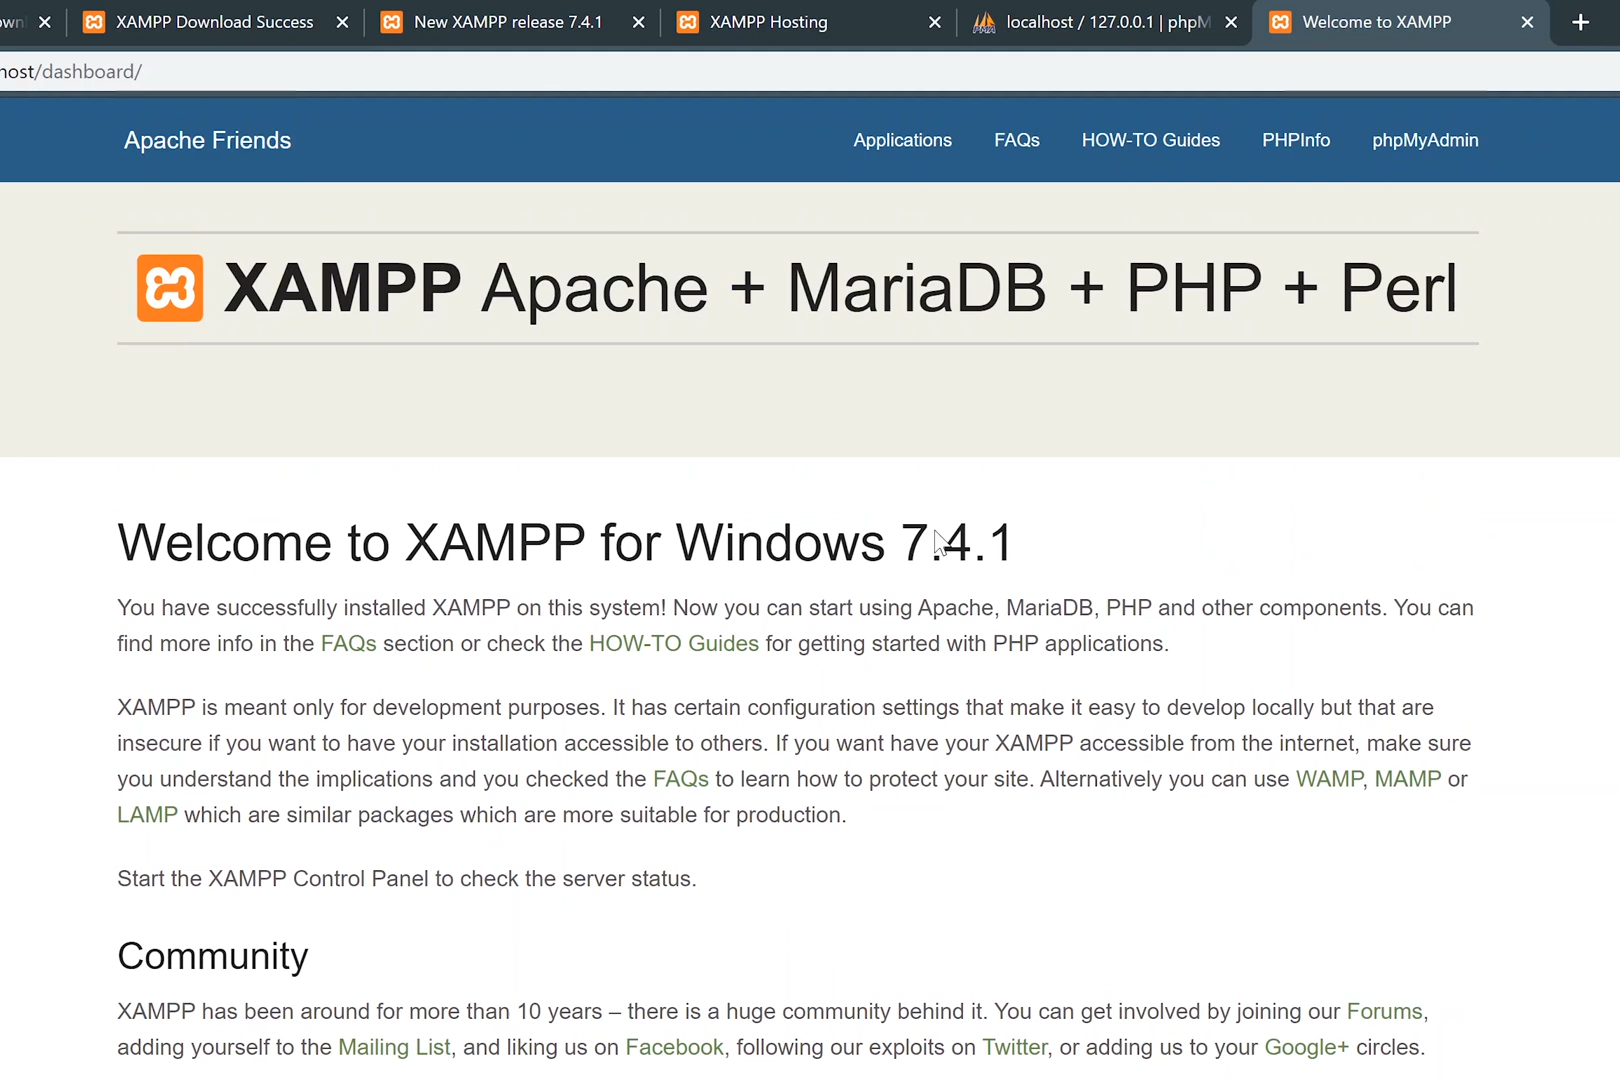 XAMPP Download Success
New XAMPP release 7.4.1
XAMPP Hosting
localhost / 127.0.0.1 | phpM
Welcome to XAMPP
host/dashboard/
Apache Friends
Applications
FAQs
HOW-TO Guides
PHPInfo
phpMyAdmin
XAMPP Apache + MariaDB + PHP + Perl
Welcome to XAMPP for Windows 7.4.1
You have successfully installed XAMPP on this system! Now you can start using Apache, MariaDB, PHP and other components. You can
find more info in the FAQs section or check the HOW-TO Guides for getting started with PHP applications.
XAMPP is meant only for development purposes. It has certain configuration settings that make it easy to develop locally but that are
insecure if you want to have your installation accessible to others. If you want have your XAMPP accessible from the internet, make sure
you understand the implications and you checked the FAQs to learn how to protect your site. Alternatively you can use WAMP, MAMP or
LAMP which are similar packages which are more suitable for production.
Start the XAMPP Control Panel to check the server status.
Community
XAMPP has been around for more than 10 years – there is a huge community behind it. You can get involved by joining our Forums,
adding yourself to the Mailing List, and liking us on Facebook, following our exploits on Twitter, or adding us to your Google+ circles.